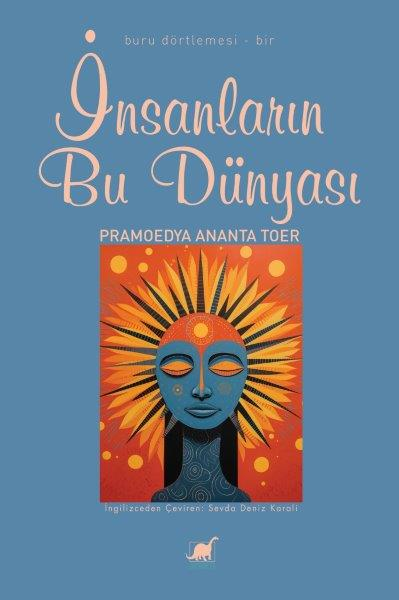 buru dörtlemesi - bir
İnsanların
Bu Dünyası
PRAMOEDYA ANANTA TOER
İngilizceden Çeviren: Sevda Deniz Karali